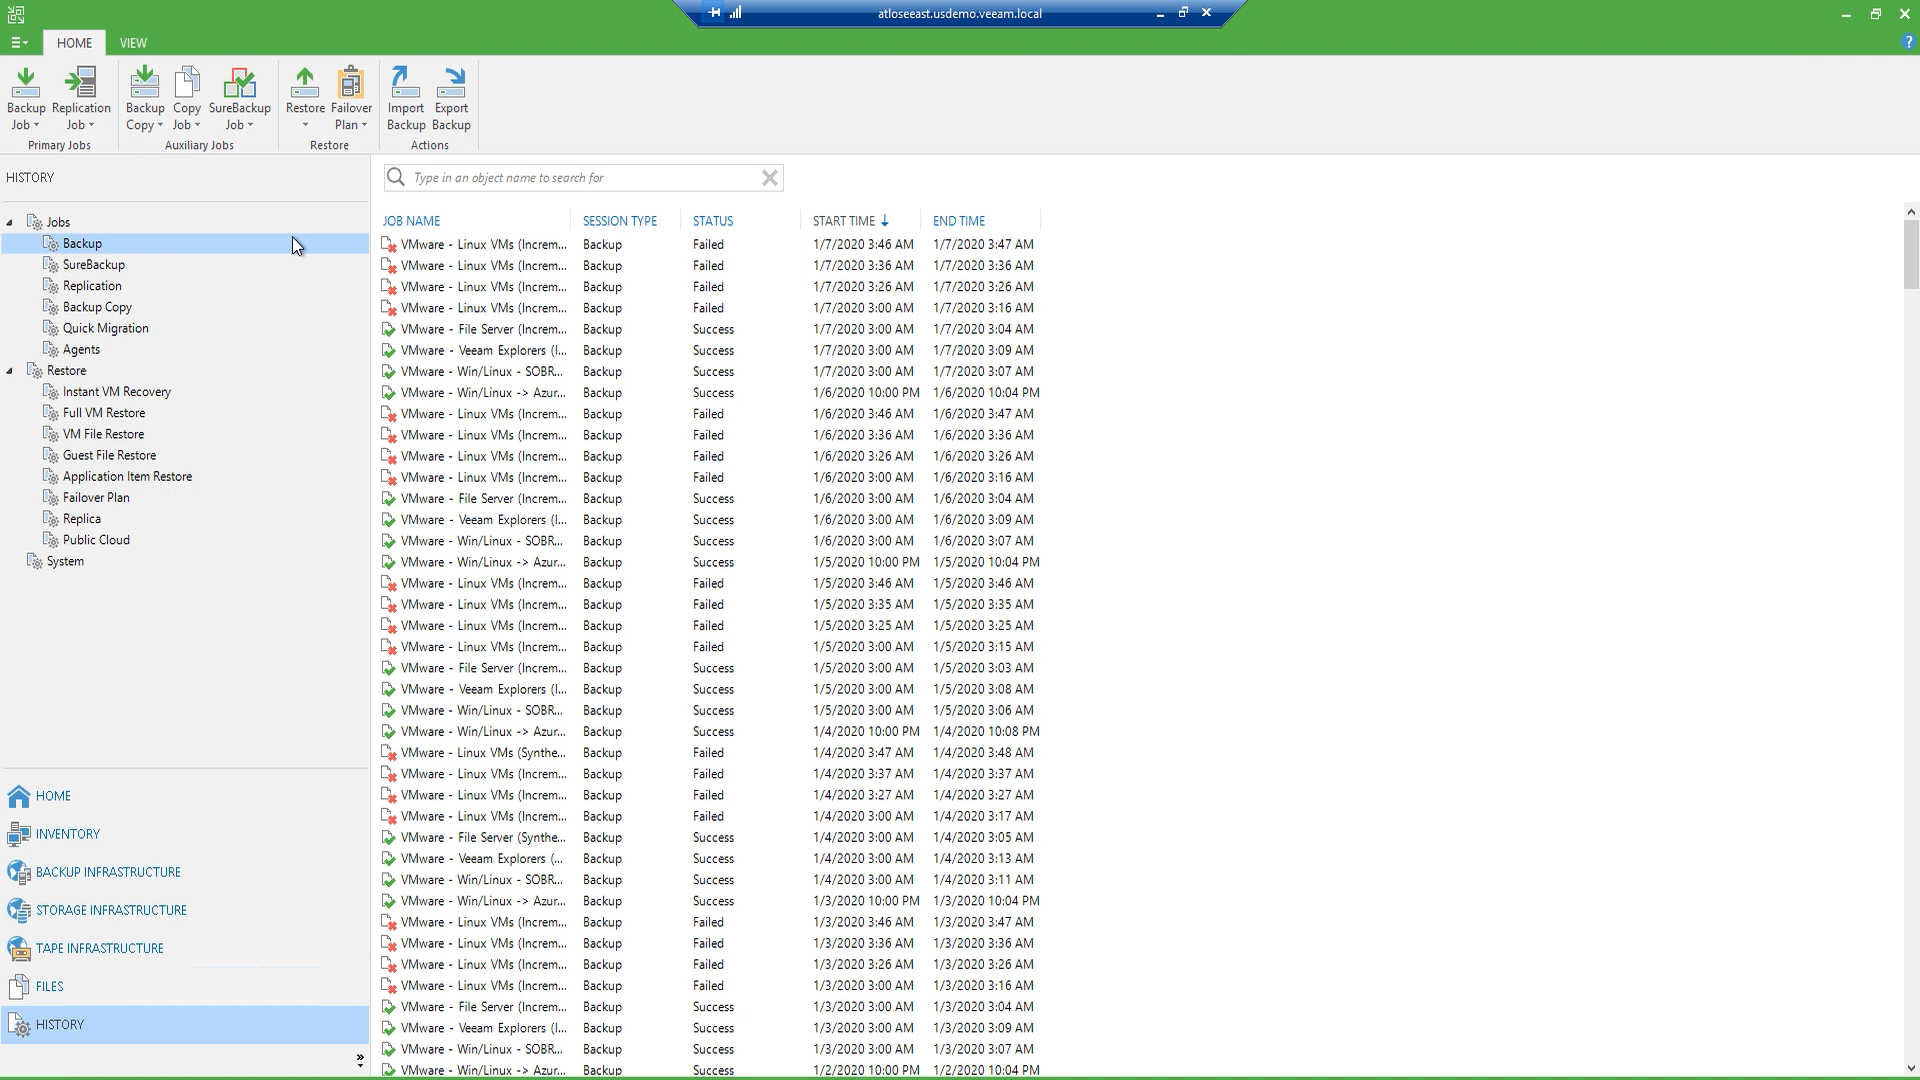 atloseeast.usdemo.veeam.local
HOME VIEW
Backup Job Replication Job Backup Copy Copy Job SureBackup Job Restore Failover Plan Import Backup Export Backup
Primary Jobs Auxiliary Jobs Restore Actions
HISTORY
Jobs
Backup
SureBackup
Replication
Backup Copy
Quick Migration
Agents
Restore
Instant VM Recovery
Full VM Restore
VM File Restore
Guest File Restore
Application Item Restore
Failover Plan
Replica
Public Cloud
System
HOME
INVENTORY
BACKUP INFRASTRUCTURE
STORAGE INFRASTRUCTURE
TAPE INFRASTRUCTURE
FILES
HISTORY
Type in an object name to search for
JOB NAME SESSION TYPE STATUS START TIME END TIME
VMware - Linux VMs (Increm... Backup Failed 1/7/2020 3:46 AM 1/7/2020 3:47 AM
VMware - Linux VMs (Increm... Backup Failed 1/7/2020 3:36 AM 1/7/2020 3:36 AM
VMware - Linux VMs (Increm... Backup Failed 1/7/2020 3:26 AM 1/7/2020 3:26 AM
VMware - Linux VMs (Increm... Backup Failed 1/7/2020 3:00 AM 1/7/2020 3:16 AM
VMware - File Server (Increm... Backup Success 1/7/2020 3:00 AM 1/7/2020 3:04 AM
VMware - Veeam Explorers (I... Backup Success 1/7/2020 3:00 AM 1/7/2020 3:09 AM
VMware - Win/Linux - SOBR... Backup Success 1/7/2020 3:00 AM 1/7/2020 3:07 AM
VMware - Win/Linux -> Azur... Backup Success 1/6/2020 10:00 PM 1/6/2020 10:04 PM
VMware - Linux VMs (Increm... Backup Failed 1/6/2020 3:46 AM 1/6/2020 3:47 AM
VMware - Linux VMs (Increm... Backup Failed 1/6/2020 3:36 AM 1/6/2020 3:36 AM
VMware - Linux VMs (Increm... Backup Failed 1/6/2020 3:26 AM 1/6/2020 3:26 AM
VMware - Linux VMs (Increm... Backup Failed 1/6/2020 3:00 AM 1/6/2020 3:16 AM
VMware - File Server (Increm... Backup Success 1/6/2020 3:00 AM 1/6/2020 3:04 AM
VMware - Veeam Explorers (I... Backup Success 1/6/2020 3:00 AM 1/6/2020 3:09 AM
VMware - Win/Linux - SOBR... Backup Success 1/6/2020 3:00 AM 1/6/2020 3:07 AM
VMware - Win/Linux -> Azur... Backup Success 1/5/2020 10:00 PM 1/5/2020 10:04 PM
VMware - Linux VMs (Increm... Backup Failed 1/5/2020 3:46 AM 1/5/2020 3:46 AM
VMware - Linux VMs (Increm... Backup Failed 1/5/2020 3:35 AM 1/5/2020 3:35 AM
VMware - Linux VMs (Increm... Backup Failed 1/5/2020 3:25 AM 1/5/2020 3:25 AM
VMware - Linux VMs (Increm... Backup Failed 1/5/2020 3:00 AM 1/5/2020 3:15 AM
VMware - File Server (Increm... Backup Success 1/5/2020 3:00 AM 1/5/2020 3:03 AM
VMware - Veeam Explorers (I... Backup Success 1/5/2020 3:00 AM 1/5/2020 3:08 AM
VMware - Win/Linux - SOBR... Backup Success 1/5/2020 3:00 AM 1/5/2020 3:06 AM
VMware - Win/Linux -> Azur... Backup Success 1/4/2020 10:00 PM 1/4/2020 10:08 PM
VMware - Linux VMs (Synthe... Backup Failed 1/4/2020 3:47 AM 1/4/2020 3:48 AM
VMware - Linux VMs (Increm... Backup Failed 1/4/2020 3:37 AM 1/4/2020 3:37 AM
VMware - Linux VMs (Increm... Backup Failed 1/4/2020 3:27 AM 1/4/2020 3:27 AM
VMware - Linux VMs (Increm... Backup Failed 1/4/2020 3:00 AM 1/4/2020 3:17 AM
VMware - File Server (Synthe... Backup Success 1/4/2020 3:00 AM 1/4/2020 3:05 AM
VMware - Veeam Explorers (... Backup Success 1/4/2020 3:00 AM 1/4/2020 3:13 AM
VMware - Win/Linux - SOBR... Backup Success 1/4/2020 3:00 AM 1/4/2020 3:11 AM
VMware - Win/Linux -> Azur... Backup Success 1/3/2020 10:00 PM 1/3/2020 10:04 PM
VMware - Linux VMs (Increm... Backup Failed 1/3/2020 3:46 AM 1/3/2020 3:47 AM
VMware - Linux VMs (Increm... Backup Failed 1/3/2020 3:36 AM 1/3/2020 3:36 AM
VMware - Linux VMs (Increm... Backup Failed 1/3/2020 3:26 AM 1/3/2020 3:26 AM
VMware - Linux VMs (Increm... Backup Failed 1/3/2020 3:00 AM 1/3/2020 3:16 AM
VMware - File Server (Increm... Backup Success 1/3/2020 3:00 AM 1/3/2020 3:04 AM
VMware - Veeam Explorers (I... Backup Success 1/3/2020 3:00 AM 1/3/2020 3:09 AM
VMware - Win/Linux - SOBR... Backup Success 1/3/2020 3:00 AM 1/3/2020 3:07 AM
VMware - Win/Linux -> Azur... Backup Success 1/2/2020 10:00 PM 1/2/2020 10:04 PM